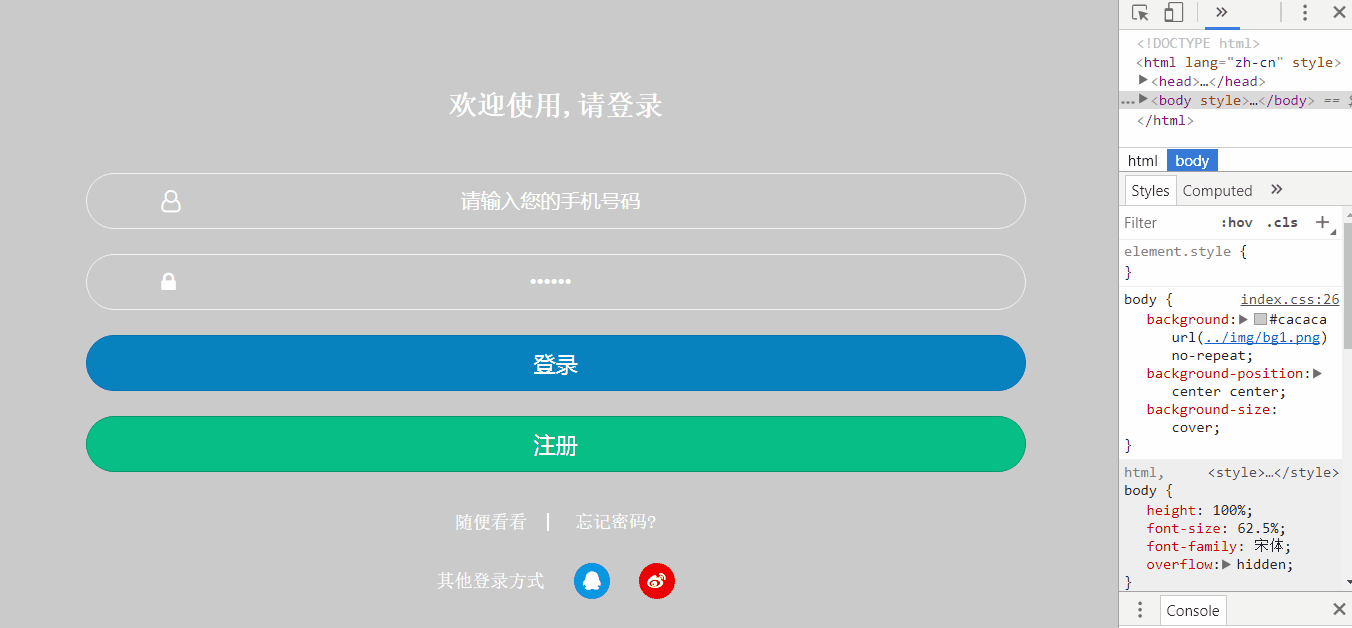 欢迎使用,请登录
请输入您的手机号码
••••••
登录
注册
随便看看 | 忘记密码?
其他登录方式
<!DOCTYPE html>
<html lang="zh-cn" style>
▶<head>…</head>
…▶<body style>…</body> ==
</html>
html body
Styles Computed »
Filter :hov .cls +
element.style {
}
body { index.css:26
background:▶#cacaca
url(../img/bg1.png)
no-repeat;
background-position:▶
center center;
background-size:
cover;
}
html, <style>…</style>
body {
height: 100%;
font-size: 62.5%;
font-family: 宋体;
overflow:▶hidden;
}
Console